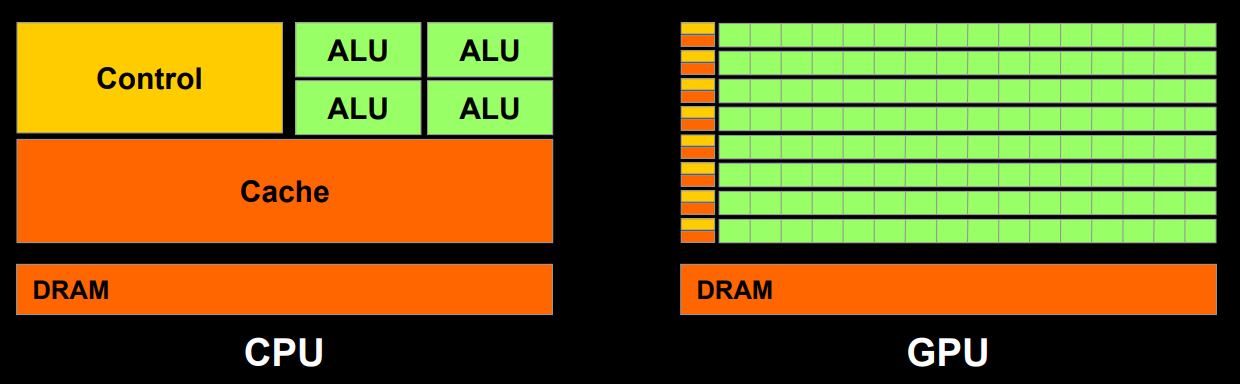 Control
ALU
ALU
ALU
ALU
Cache
DRAM
CPU
DRAM
GPU